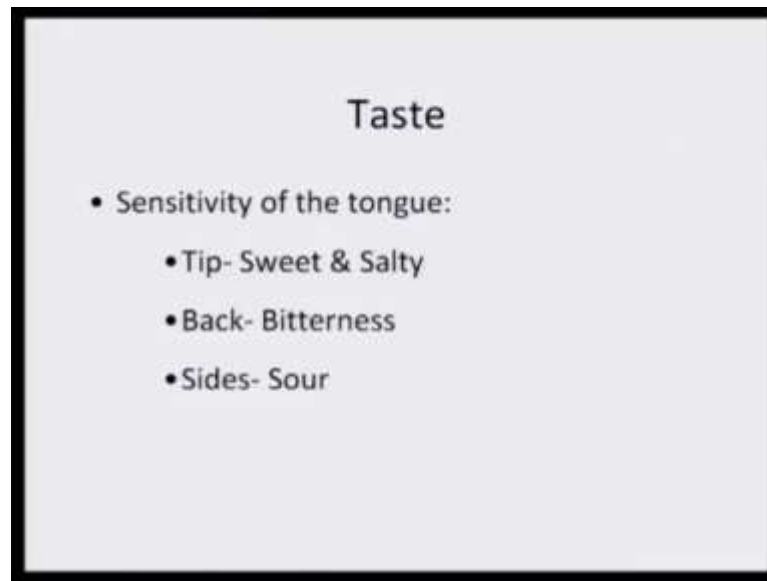 Taste
• Sensitivity of the tongue:
•Tip- Sweet & Salty
•Back- Bitterness
•Sides- Sour